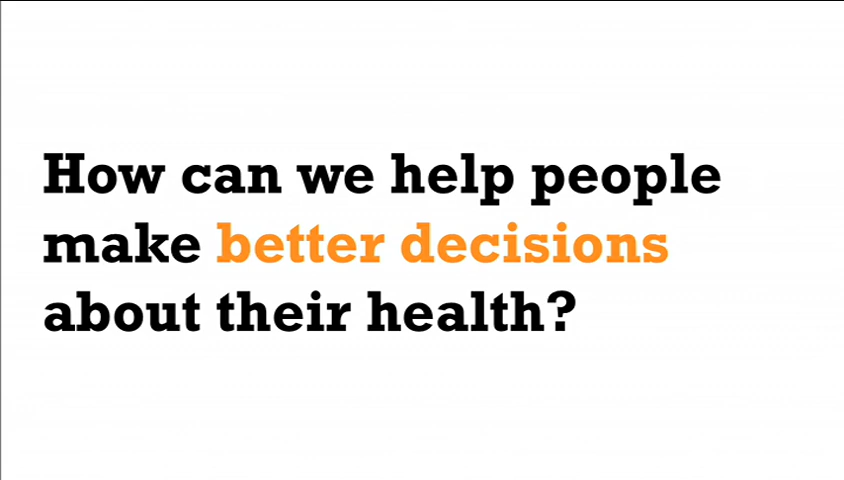 How can we help people
make better decisions
about their health?